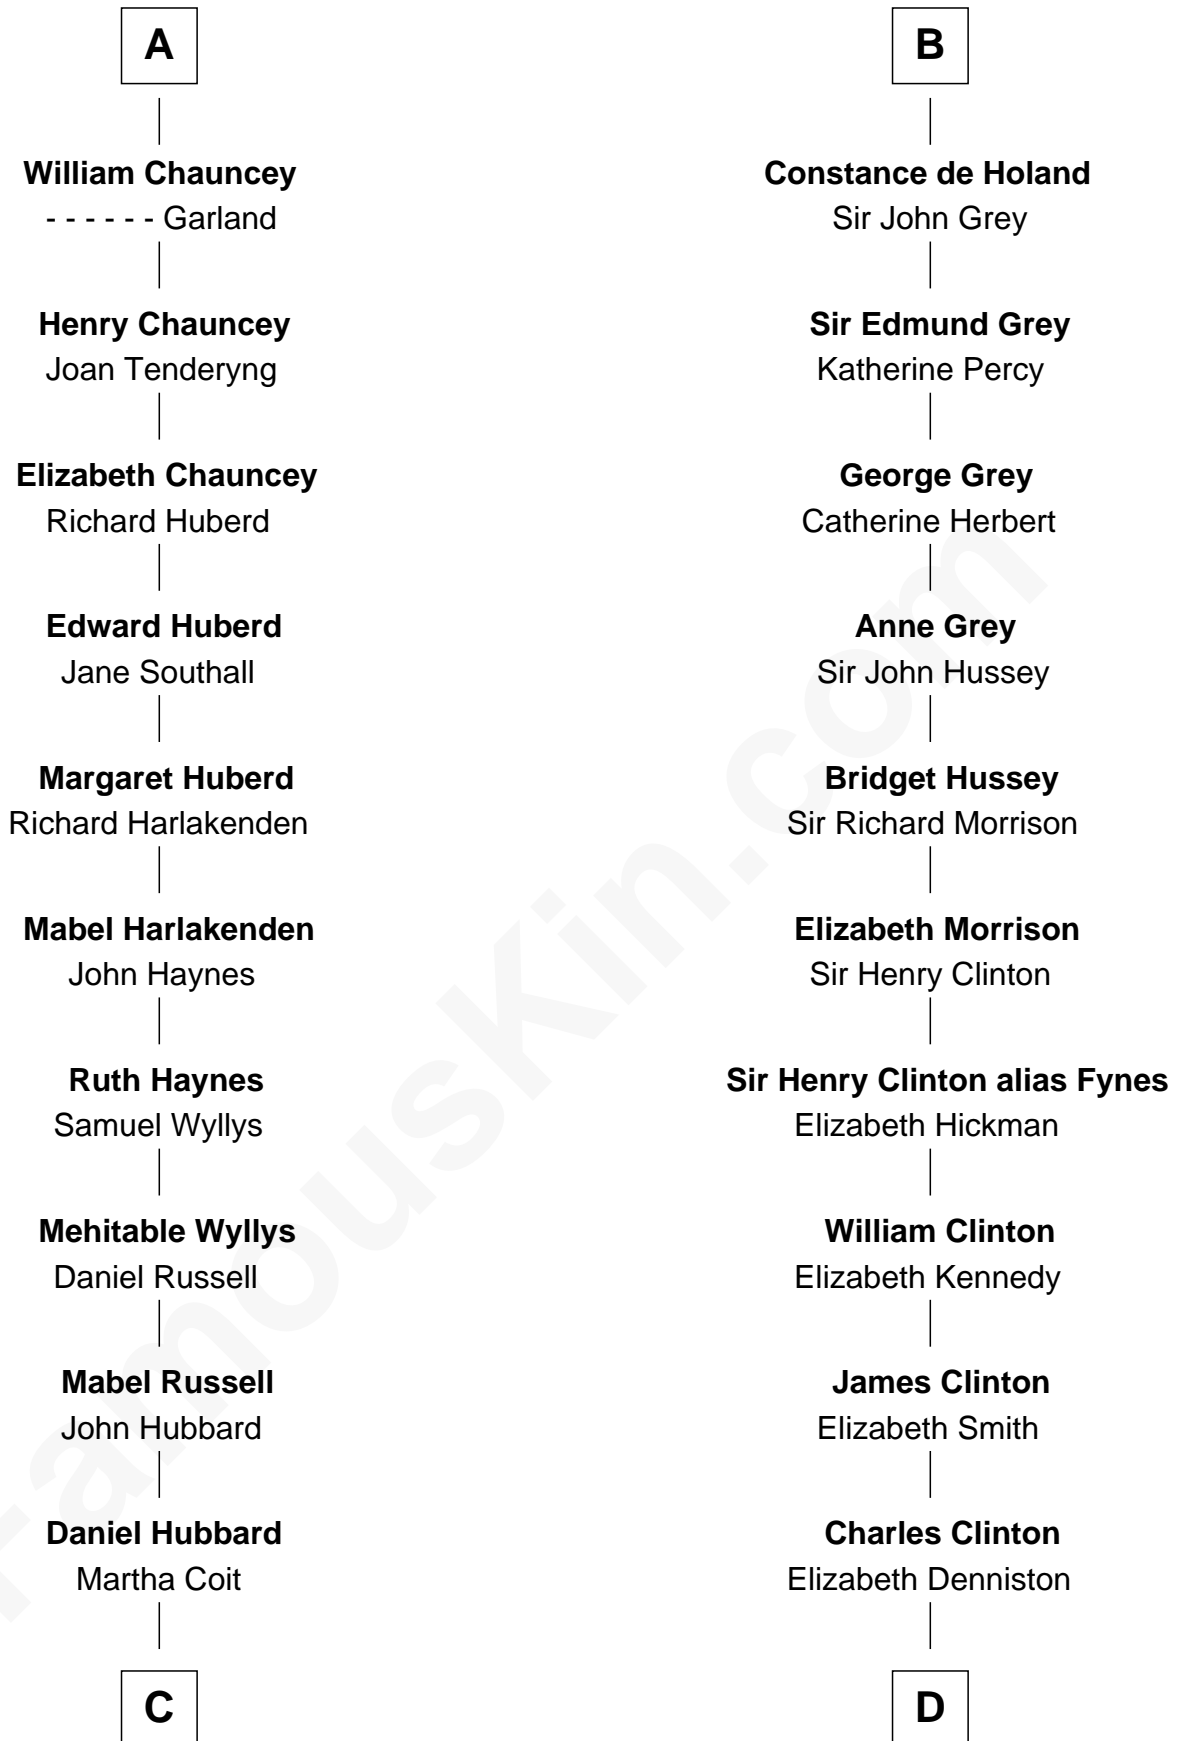 A
William Chauncey
- - - - - - Garland
Henry Chauncey
Joan Tenderyng
Elizabeth Chauncey
Richard Huberd
Edward Huberd
Jane Southall
Margaret Huberd
Richard Harlakenden
Mabel Harlakenden
John Haynes
Ruth Haynes
Samuel Wyllys
Mehitable Wyllys
Daniel Russell
Mabel Russell
John Hubbard
Daniel Hubbard
Martha Coit
C
B
Constance de Holand
Sir John Grey
Sir Edmund Grey
Katherine Percy
George Grey
Catherine Herbert
Anne Grey
Sir John Hussey
Bridget Hussey
Sir Richard Morrison
Elizabeth Morrison
Sir Henry Clinton
Sir Henry Clinton alias Fynes
Elizabeth Hickman
William Clinton
Elizabeth Kennedy
James Clinton
Elizabeth Smith
Charles Clinton
Elizabeth Denniston
D
FamousKin.com